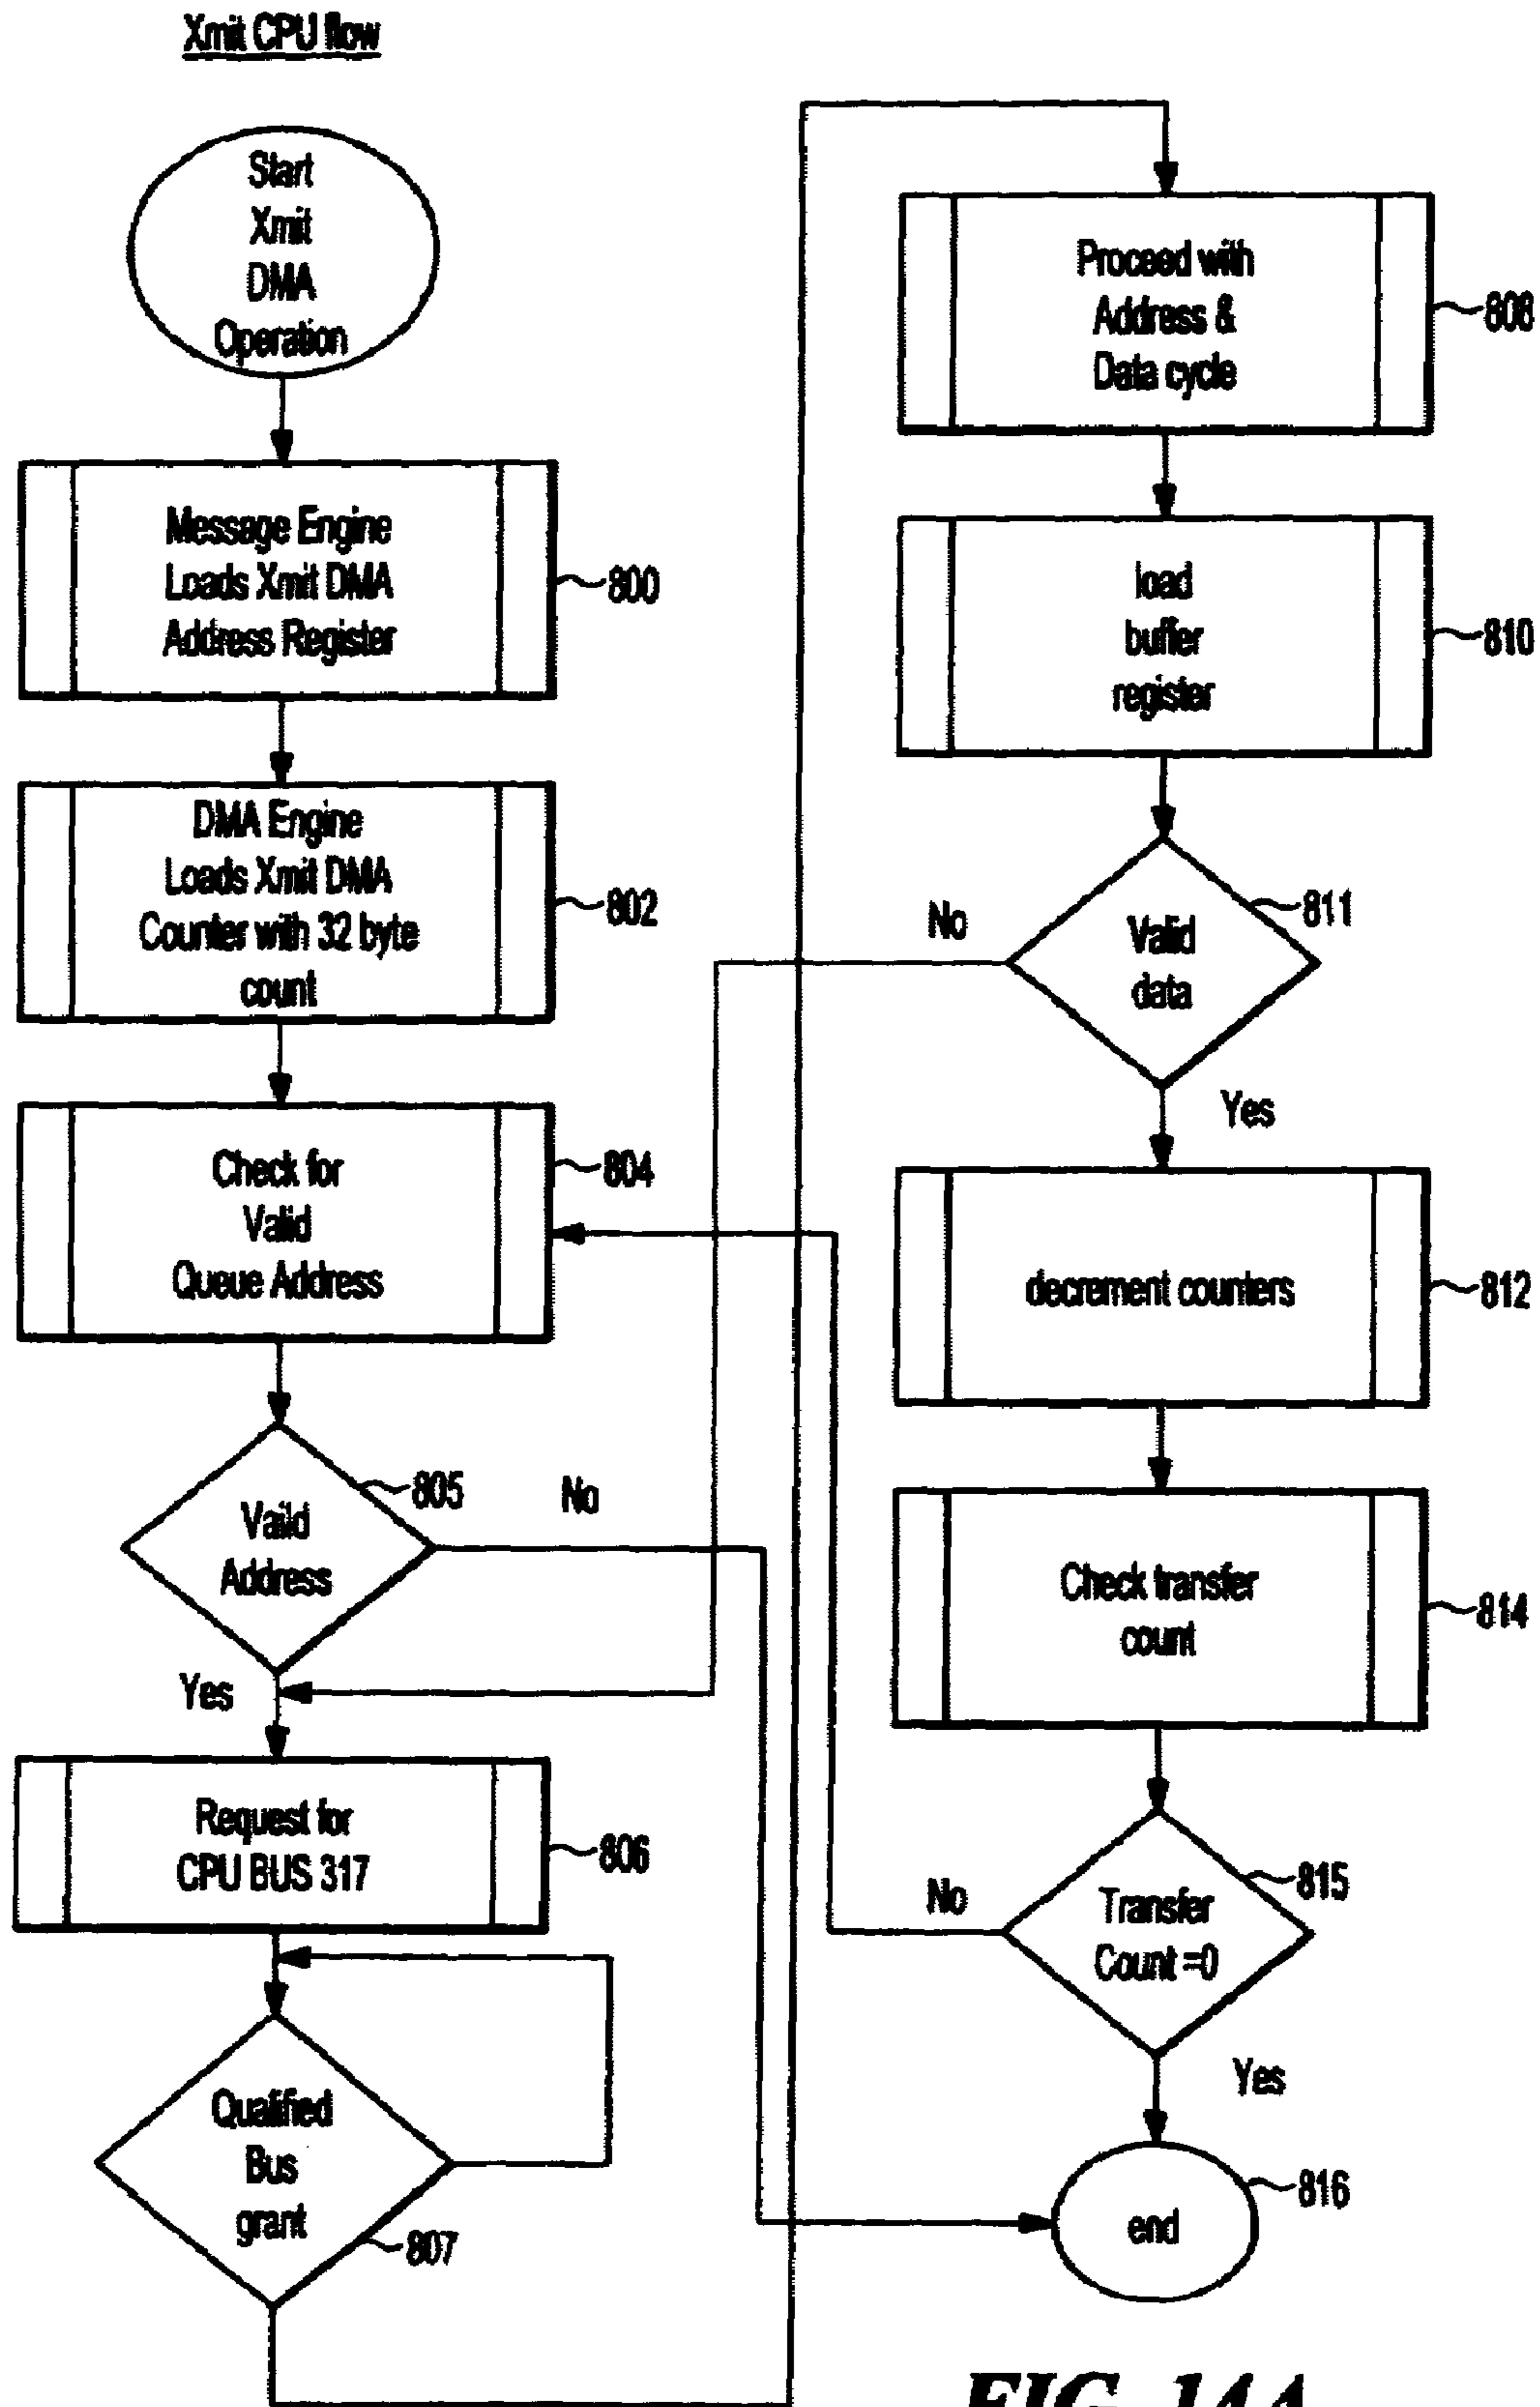 Xmit CPU flow
Start
Xmit
DMA
Operation
Message Engine
Loads Xmit DMA
Address Register
800
DMA Engine
Loads Xmit DMA
Counter with 32 byte
count
802
Check for
Valid
Queue Address
804
Vaild
Address
805
No
Yes
Request for
CPU BUS 317
806
Qualified
Bus
grant
807
Proceed with
Address &
Data cycle
808
load
buffer
register
810
Valid
data
811
No
Yes
decrement counters
812
Check transfer
count
814
Transfer
Count =0
815
No
Yes
end
816
FIG. 14A